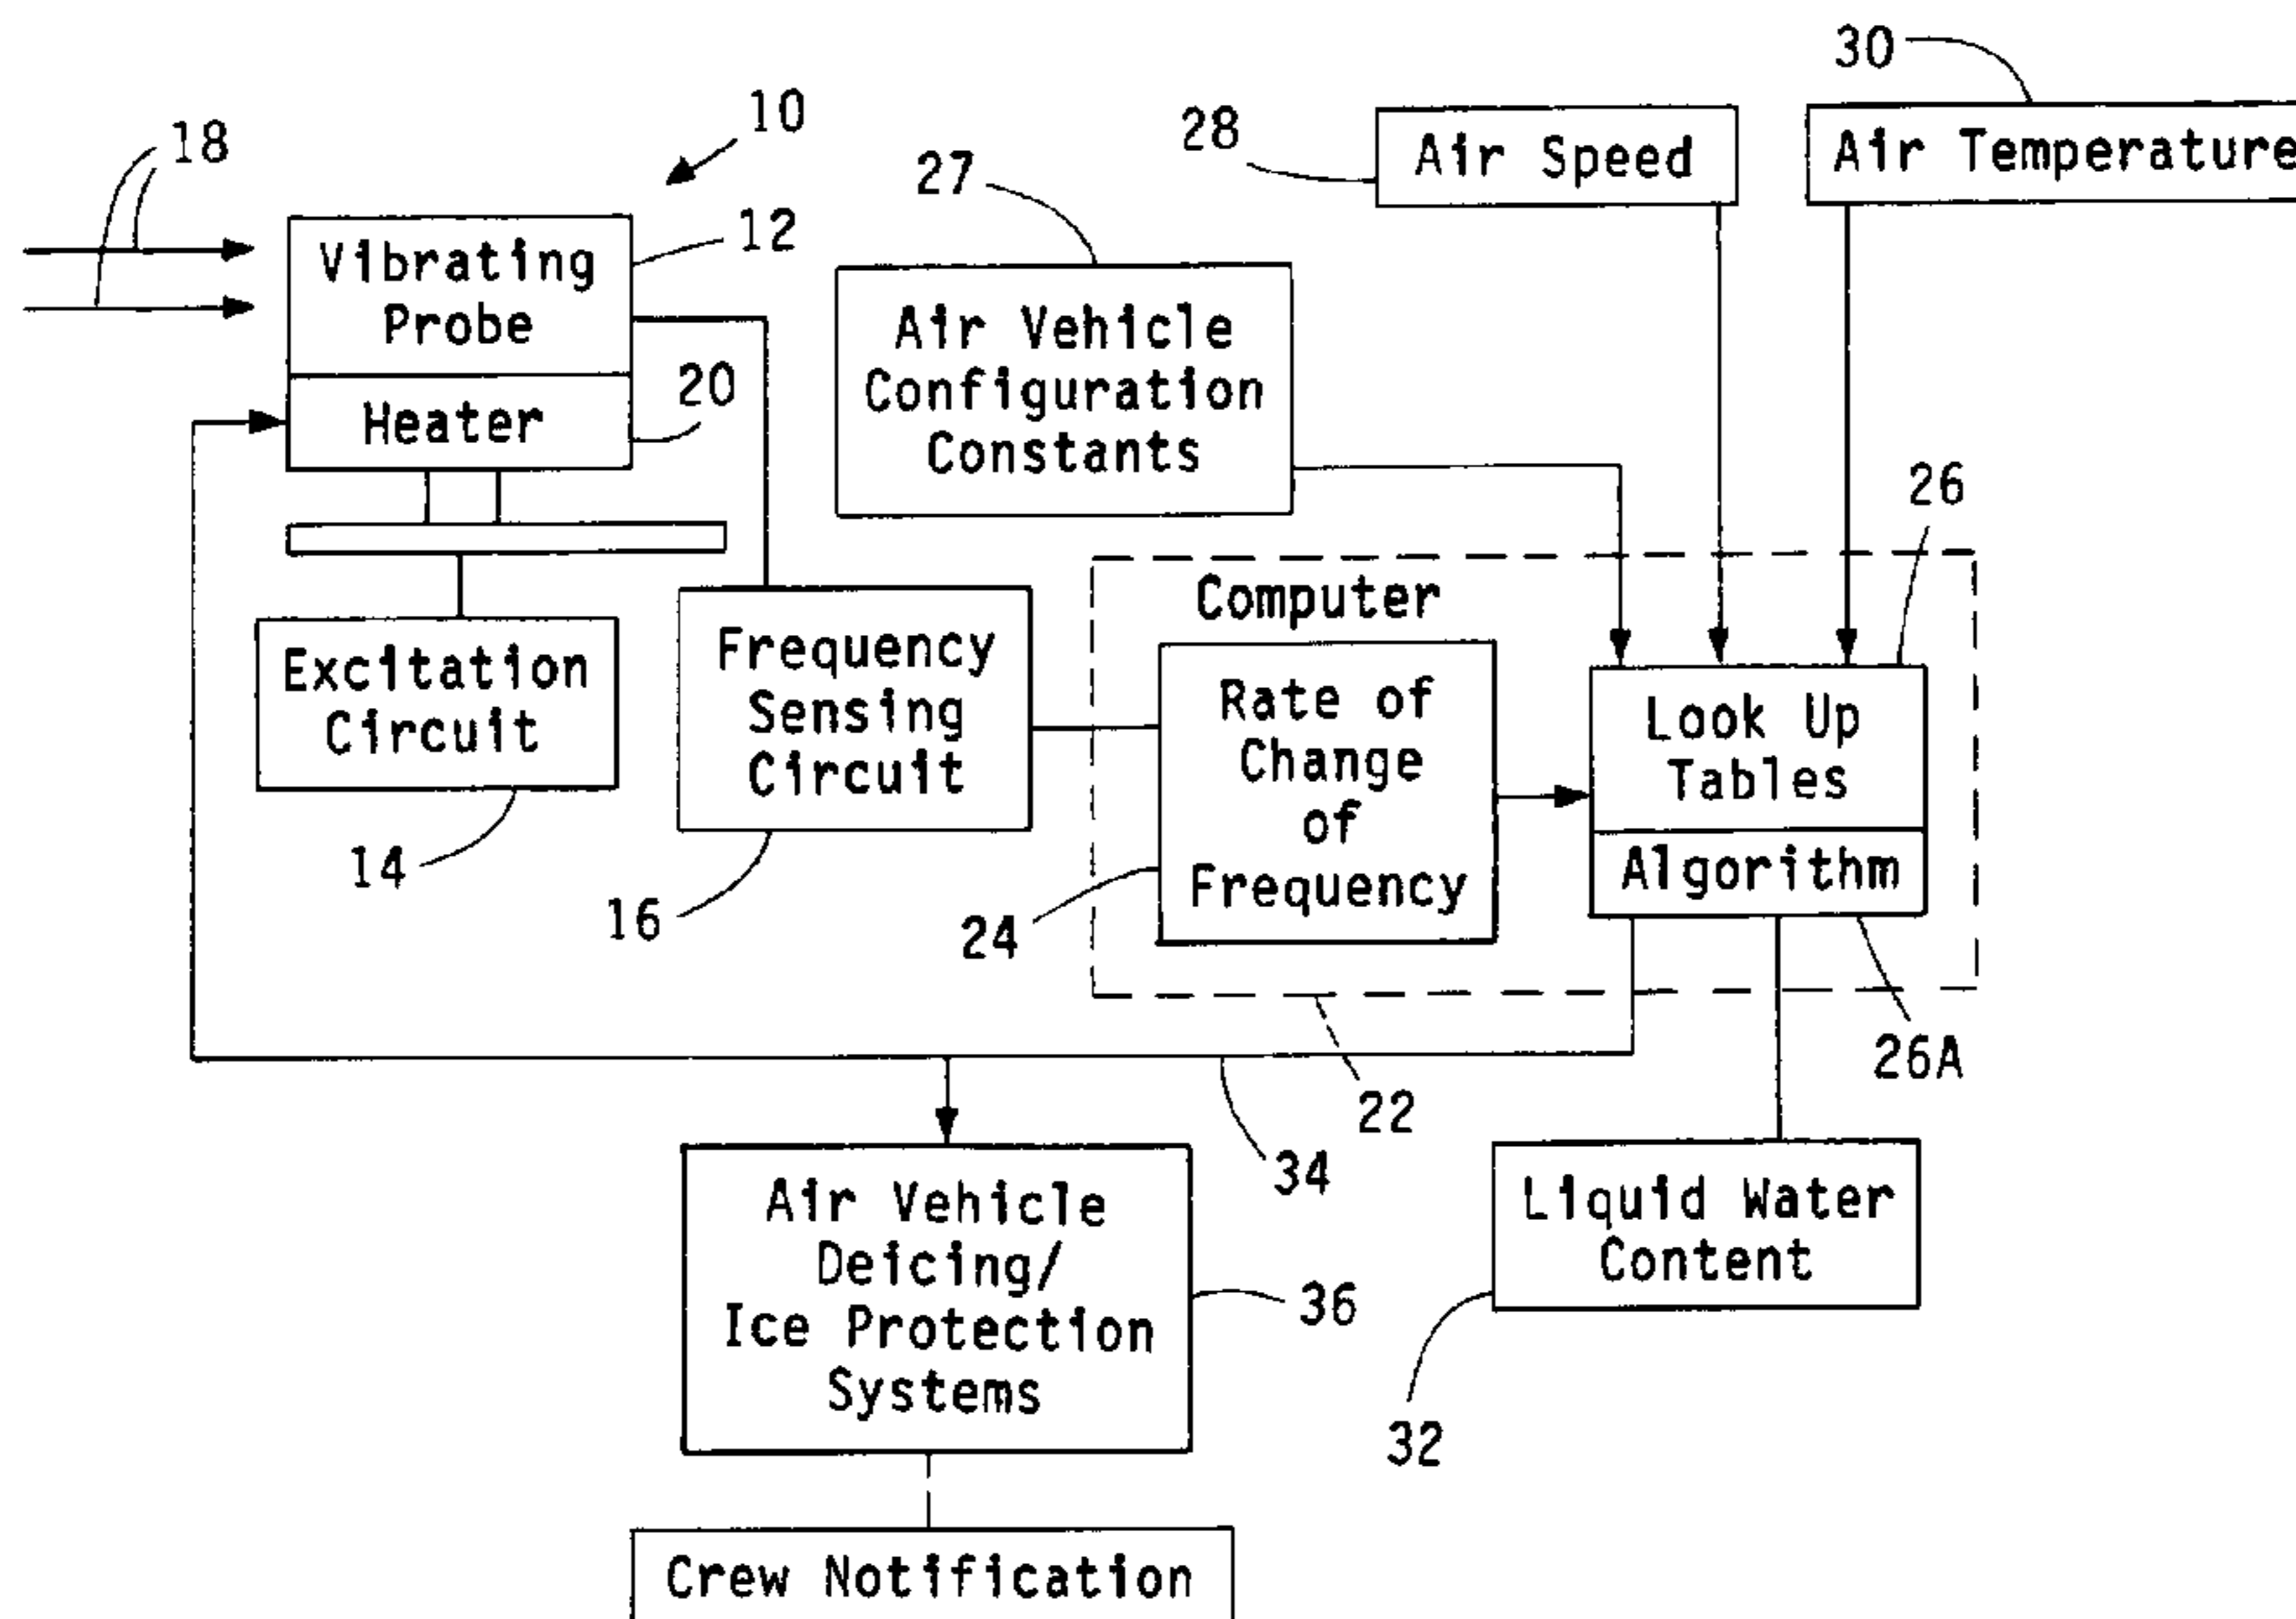 30
10
28
Air Speed
Air Temperature
18
27
12
Vibrating
Probe
20
Heater
Air Vehicle
Configuration
Constants
26
Computer
Excitation
Circuit
14
Frequency
Sensing
Circuit
16
Rate of
Change
of
Frequency
24
Look Up
Tables
Algorithm
26A
22
34
Air Vehicle
Deicing/
Ice Protection
Systems
36
Liquid Water
Content
32
Crew Notification